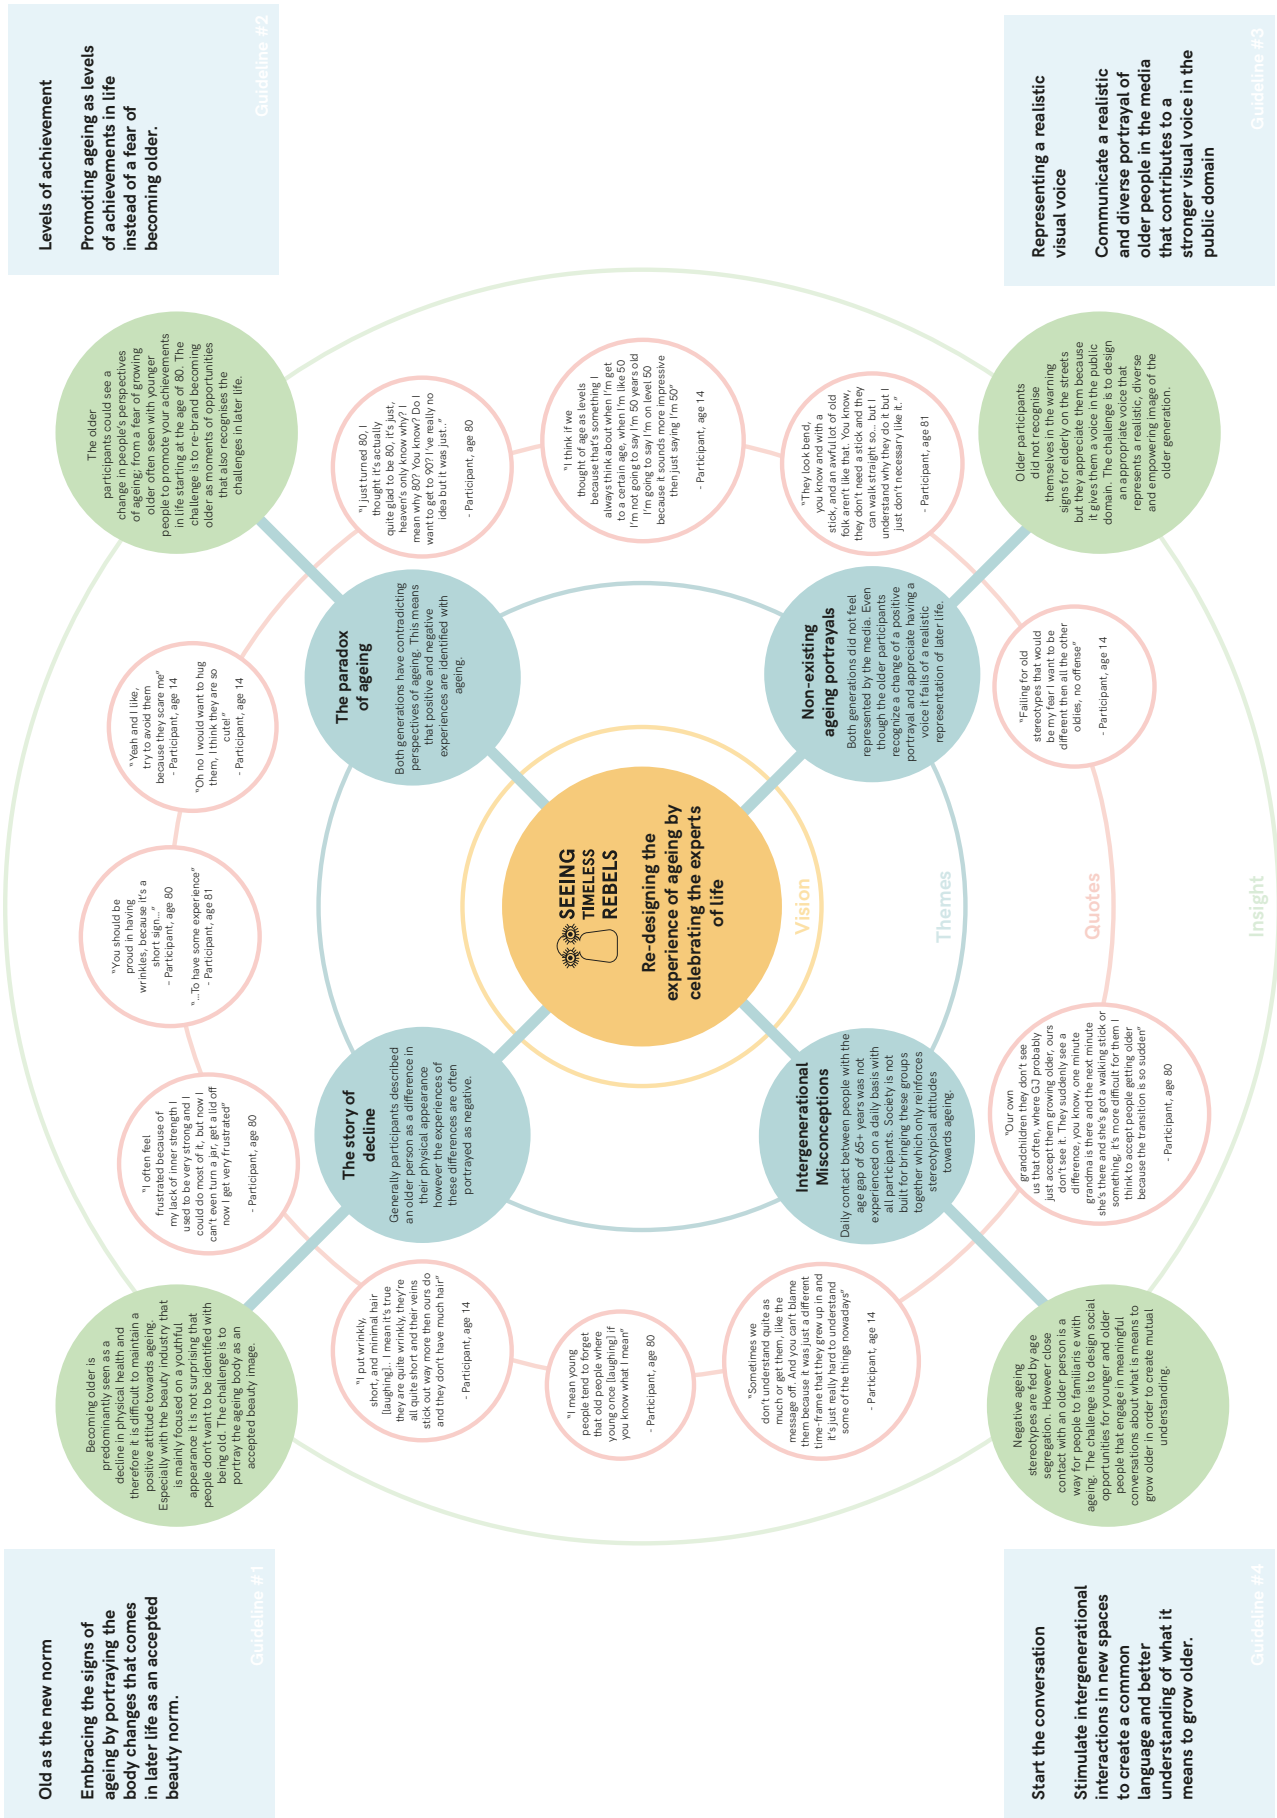 Old as the new norm
Embracing the signs of
ageing by portraying the
body changes that comes
in later life as an accepted
beauty norm.
Guideline #1
Levels of achievement
Promoting ageing as levels
of achievements in life
instead of a fear of
becoming older.
Guideline #2
Becoming older is
predominantly seen as a
decline in physical health and
therefore it is difficult to maintain a
positive attitude towards ageing.
Especially with the beauty industry that
is mainly focused on a youthful
appearance it is not surprising that
people don't want to be identified with
being old. The challenge is to
portray the ageing body as an
accepted beauty image.
"I often feel
frustrated because of
my lack of inner strength I
used to be very strong and I
could do most of it, but now I
can't even turn a jar, get a lid off
now I get very frustrated"
- Participant, age 80
"You should be
proud in having
wrinkles, because it's a
short sign..."
- Participant, age 80
"...To have some experience"
- Participant, age 81
"Yeah and I like,
try to avoid them
because they scare me"
- Participant, age 14
"Oh no I would want to hug
them, I think they are so
cute!"
- Participant, age 14
The older
participants could see a
change in people's perspectives
of ageing; from a fear of growing
older often seen with younger
people to promote your achievements
in life starting at the age of 80. The
challenge is to re-brand becoming
older as moments of opportunities
that also recognises the
challenges in later life.
"I put wrinkly,
short, and minimal hair
[laughing].. I mean it's true
they are quite wrinkly, they're
all quite short and their veins
stick out way more then ours do
and they don't have much hair"
- Participant, age 14
The story of
decline
Generally participants described
an older person as a difference in
their physical appearance
however the experiences of
these differences are often
portrayed as negative.
The paradox
of ageing
Both generations have contradicting
perspectives of ageing. This means
that positive and negative
experiences are identified with
ageing.
"I just turned 80, I
thought it's actually
quite glad to be 80, it's just,
heaven's only know why? I
mean why 80? You know? Do I
want to get to 90? I've really no
idea but it was just.."
- Participant, age 80
"I mean young
people tend to forget
that old people where
young once [laughing] if
you know what I mean"
- Participant, age 80
SEEING
TIMELESS
REBELS
Re-designing the
experience of ageing by
celebrating the experts
of life
"I think if we
thought of age as levels
because that's something I
always think about when I'm get
to a certain age, when I'm like 50
I'm not going to say I'm 50 years old
I'm going to say I'm on level 50
because it sounds more impressive
then just saying I'm 50"
- Participant, age 14
"Sometimes we
don't understand quite as
much or get them, like the
message off. And you can't blame
them because it was just a different
time-frame that they grew up in and
it's just really hard to understand
some of the things nowadays"
- Participant, age 14
Intergenerational
Misconceptions
Daily contact between people with the
age gap of 65+ years was not
experienced on a daily basis with
all participants. Society is not
built for bringing these groups
together which only reinforces
stereotypical attitudes
towards ageing.
Vision
Non-existing
ageing portrayals
Both generations did not feel
represented by the media. Even
though the older participants
recognize a change of a positive
portrayal and appreciate having a
voice it fails of a realistic
representation of later life.
"They look bend,
you know and with a
stick, and an awful lot of old
folk aren't like that. You know,
they don't need a stick and they
can walk straight so... but I
understand why they do it but I
just don't necessary like it."
- Participant, age 81
Themes
Negative ageing
stereotypes are fed by age
segregation. However close
contact with an older person is a
way for people to familiaris e with
ageing. The challenge is to design social
opportunities for younger and older
people that engage in meaningful
conversations about what is means to
grow older in order to create mutual
understanding.
"Our own
grandchildren they don't see
us that often, where GJ probably
just accept them growing older, ours
don't see it. They suddenly see a
difference, you know, one minute
grandma is there and the next minute
she's there and she's got a walking stick or
something, it's more difficult for them I
think to accept people getting older
because the transition is so sudden"
- Participant, age 80
Quotes
"Failing for old
stereotypes that would
be my fear I want to be
different then all the other
oldies, no offense"
- Participant, age 14
Older participants
did not recognise
themselves in the warning
signs for elderly on the streets
but they appreciate them because
it gives them a voice in the public
domain. The challenge is to design
an appropriate voice that
represents a realistic, diverse
and empowering image of the
older generation.
Insight
Start the conversation
Stimulate intergenerational
interactions in new spaces
to create a common
language and better
understanding of what it
means to grow older.
Guideline #4
Representing a realistic
visual voice
Communicate a realistic
and diverse portrayal of
older people in the media
that contributes to a
stronger visual voice in the
public domain
Guideline #3